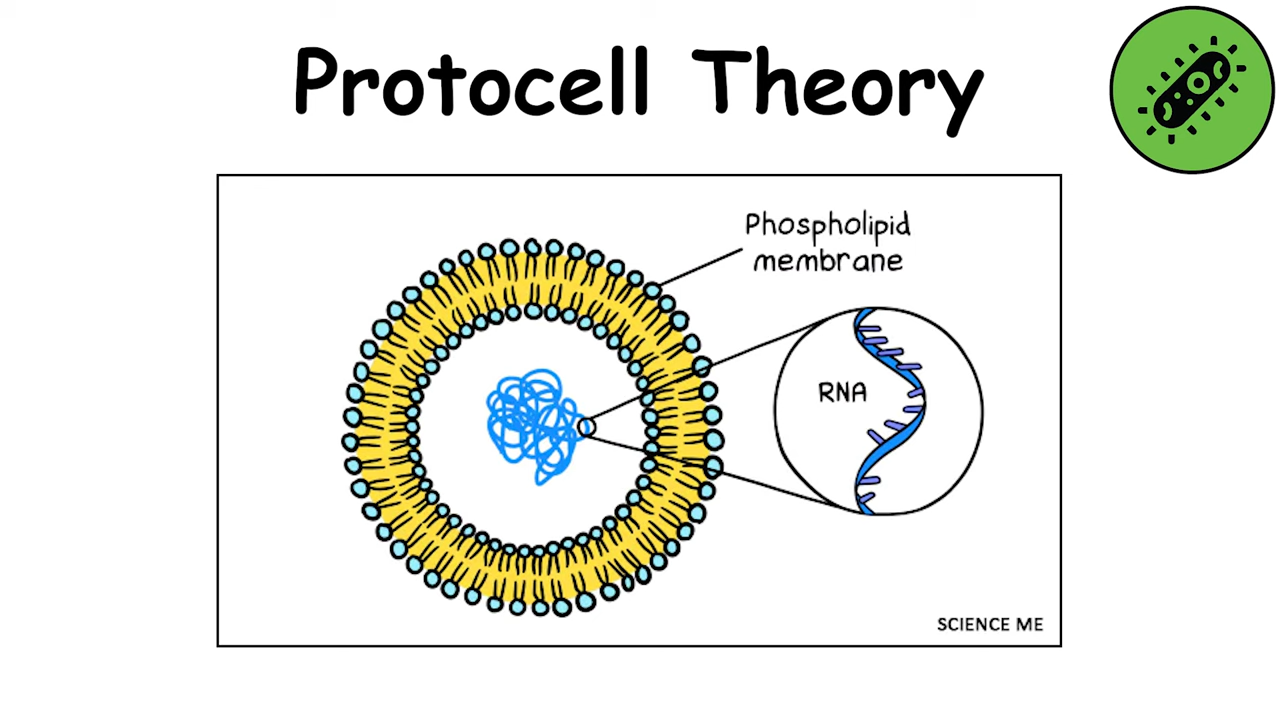 Protocell Theory
Phospholipid
membrane
RNA
SCIENCE ME